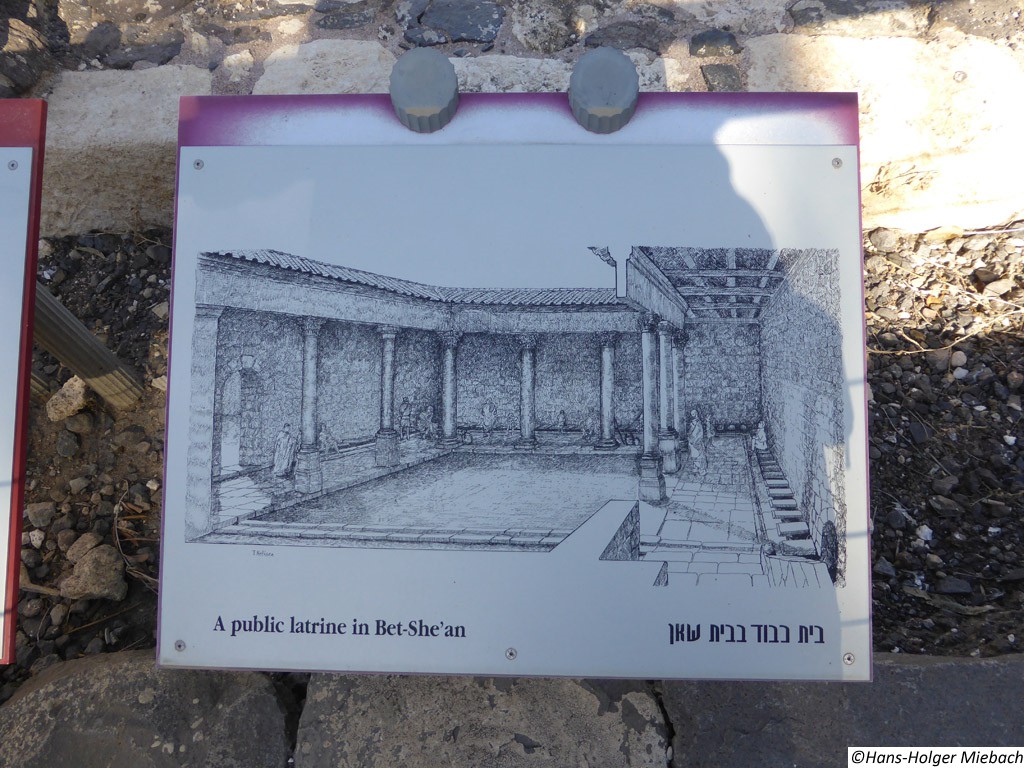 A public latrine in Bet-She'an
בית כבוד בבית שאן
©Hans-Holger Miebach